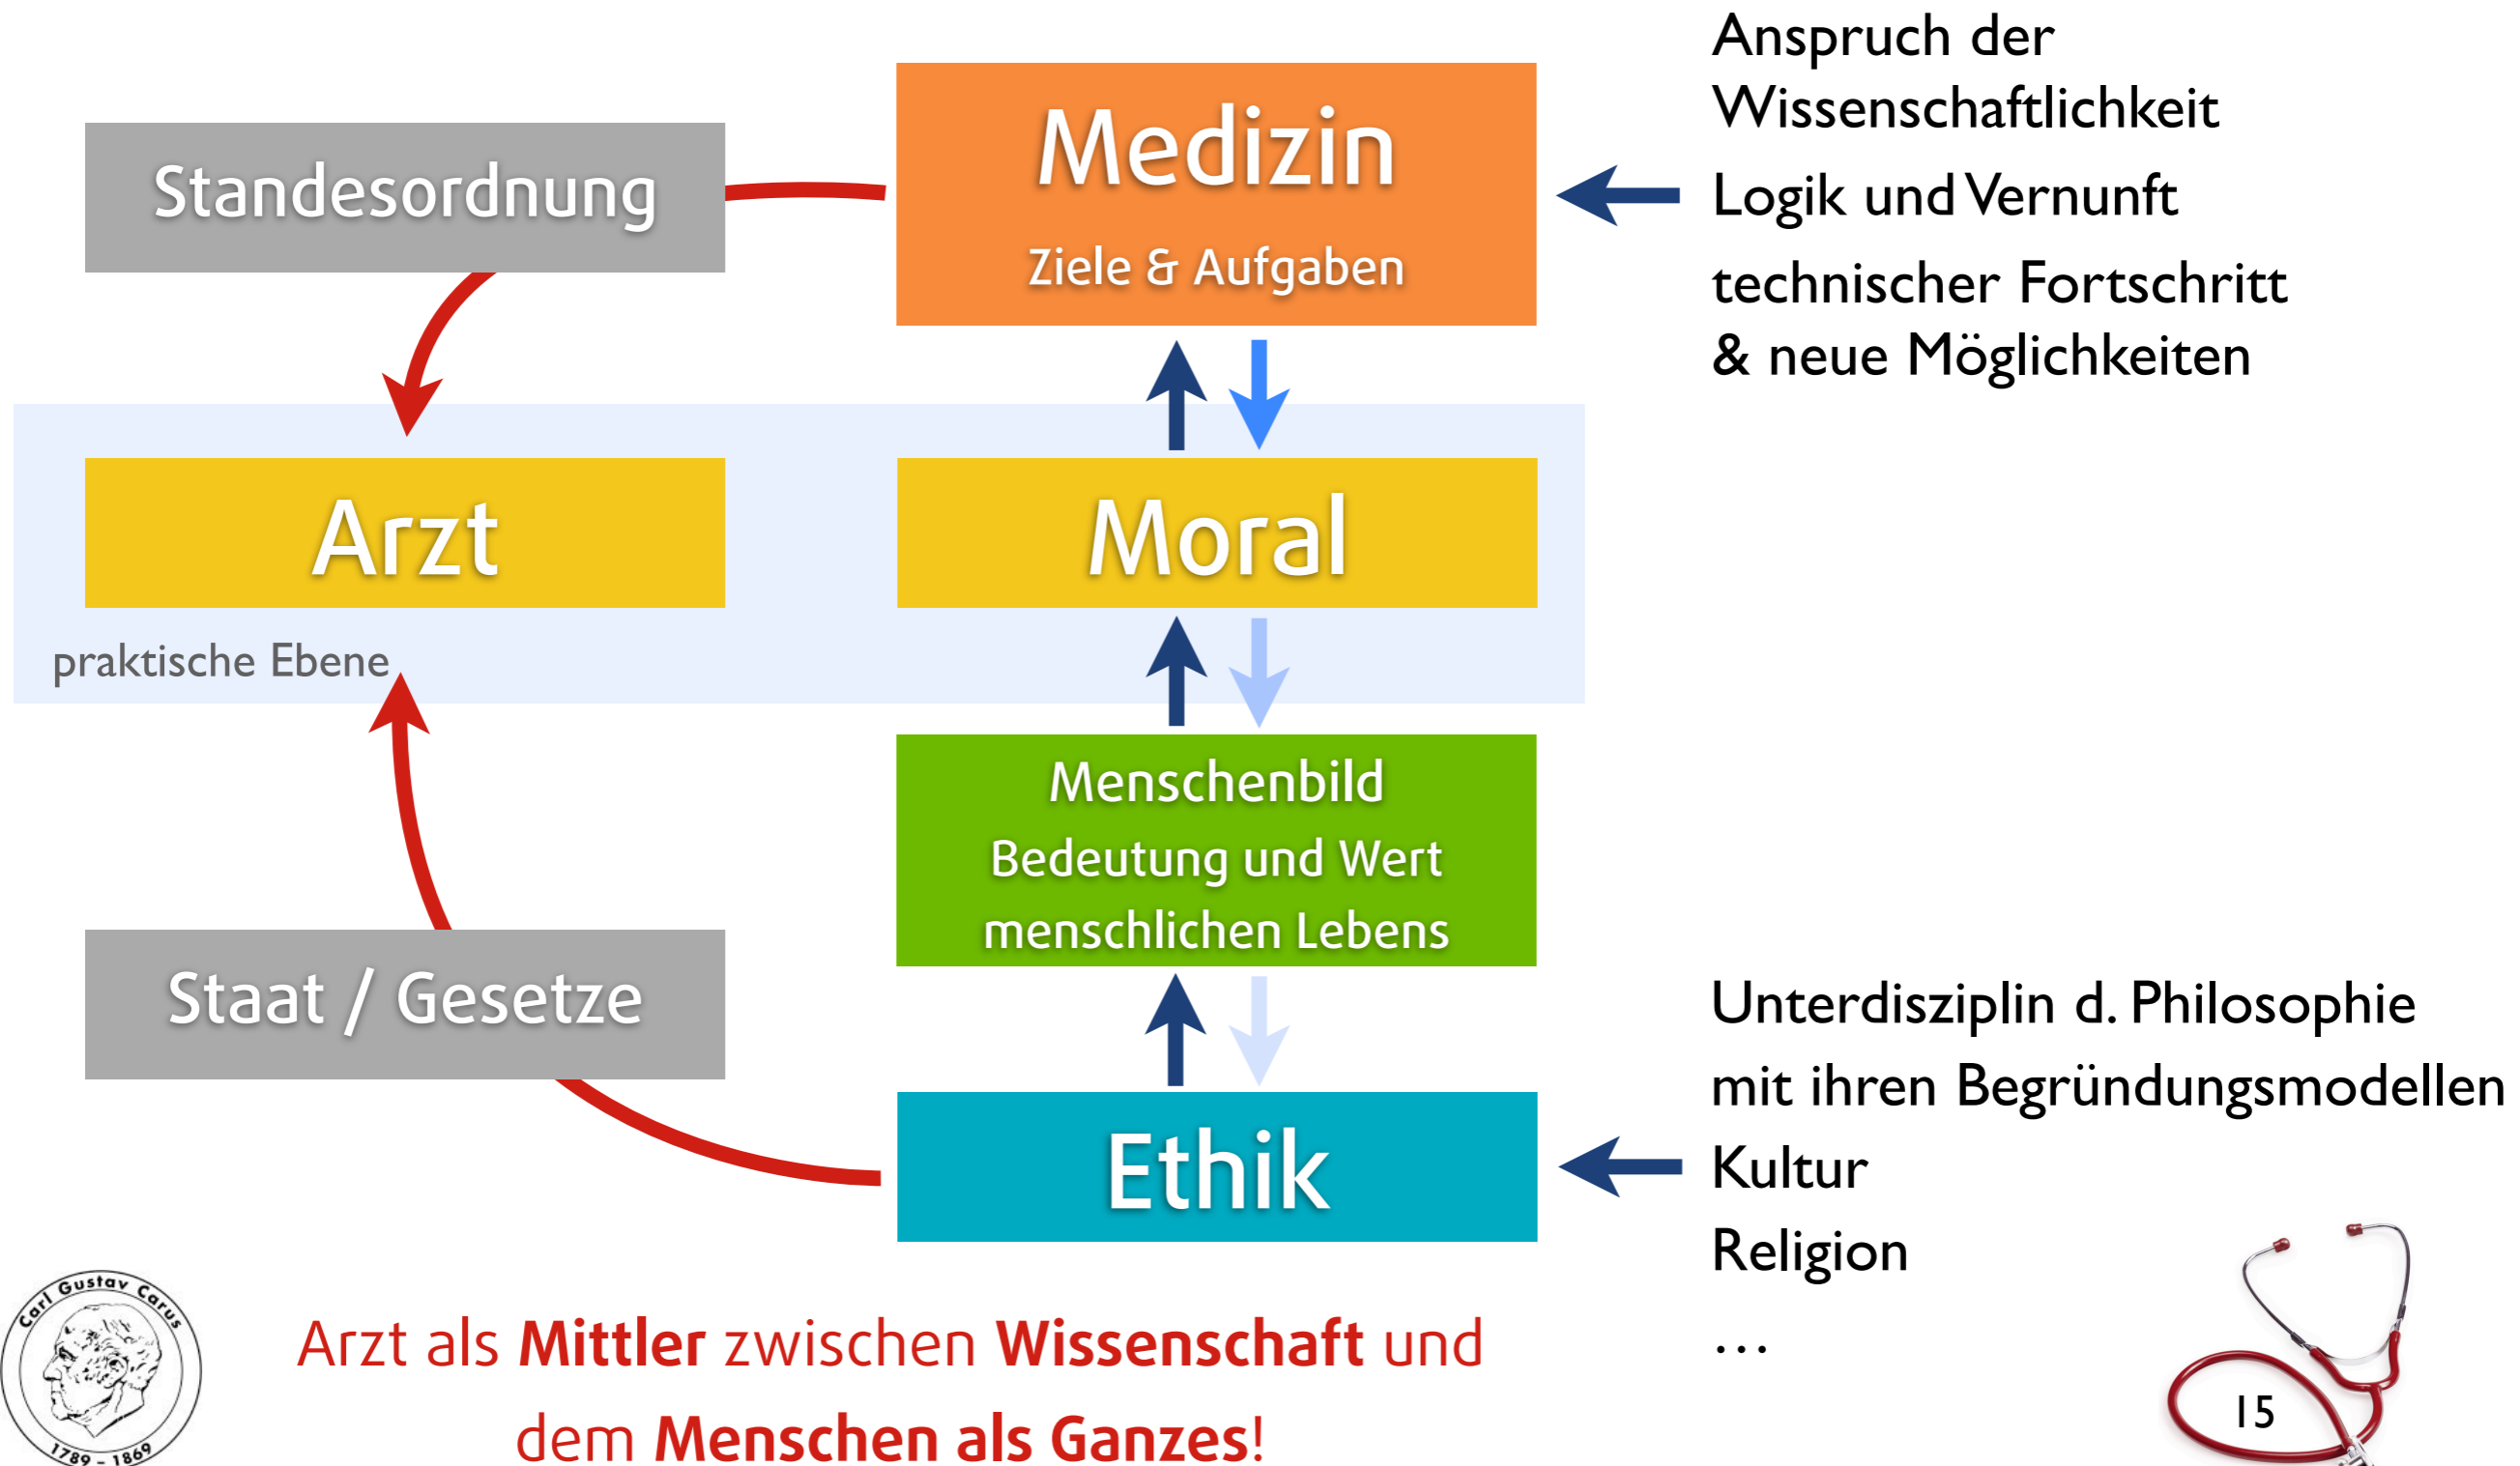 Anspruch der
Wissenschaftlichkeit
Logik und Vernunft
technischer Fortschritt
& neue Möglichkeiten
Medizin
Ziele & Aufgaben
Standesordnung
Arzt
Moral
praktische Ebene
Menschenbild
Bedeutung und Wert
menschlichen Lebens
Staat / Gesetze
Ethik
Unterdisziplin d. Philosophie
mit ihren Begründungsmodellen
Kultur
Religion
…
Carl Gustav Carus
1789 – 1869
Arzt als Mittler zwischen Wissenschaft und
dem Menschen als Ganzes!
15